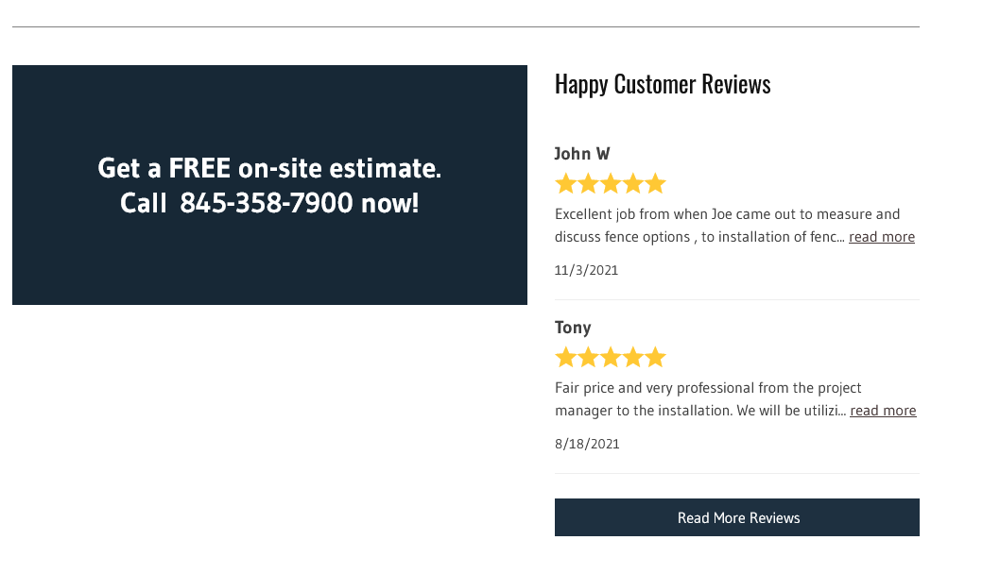 Get a FREE on-site estimate.
Call 845-358-7900 now!
Happy Customer Reviews
John W
Excellent job from when Joe came out to measure and
discuss fence options , to installation of fenc... read more
11/3/2021
Tony
Fair price and very professional from the project
manager to the installation. We will be utilizi... read more
8/18/2021
Read More Reviews